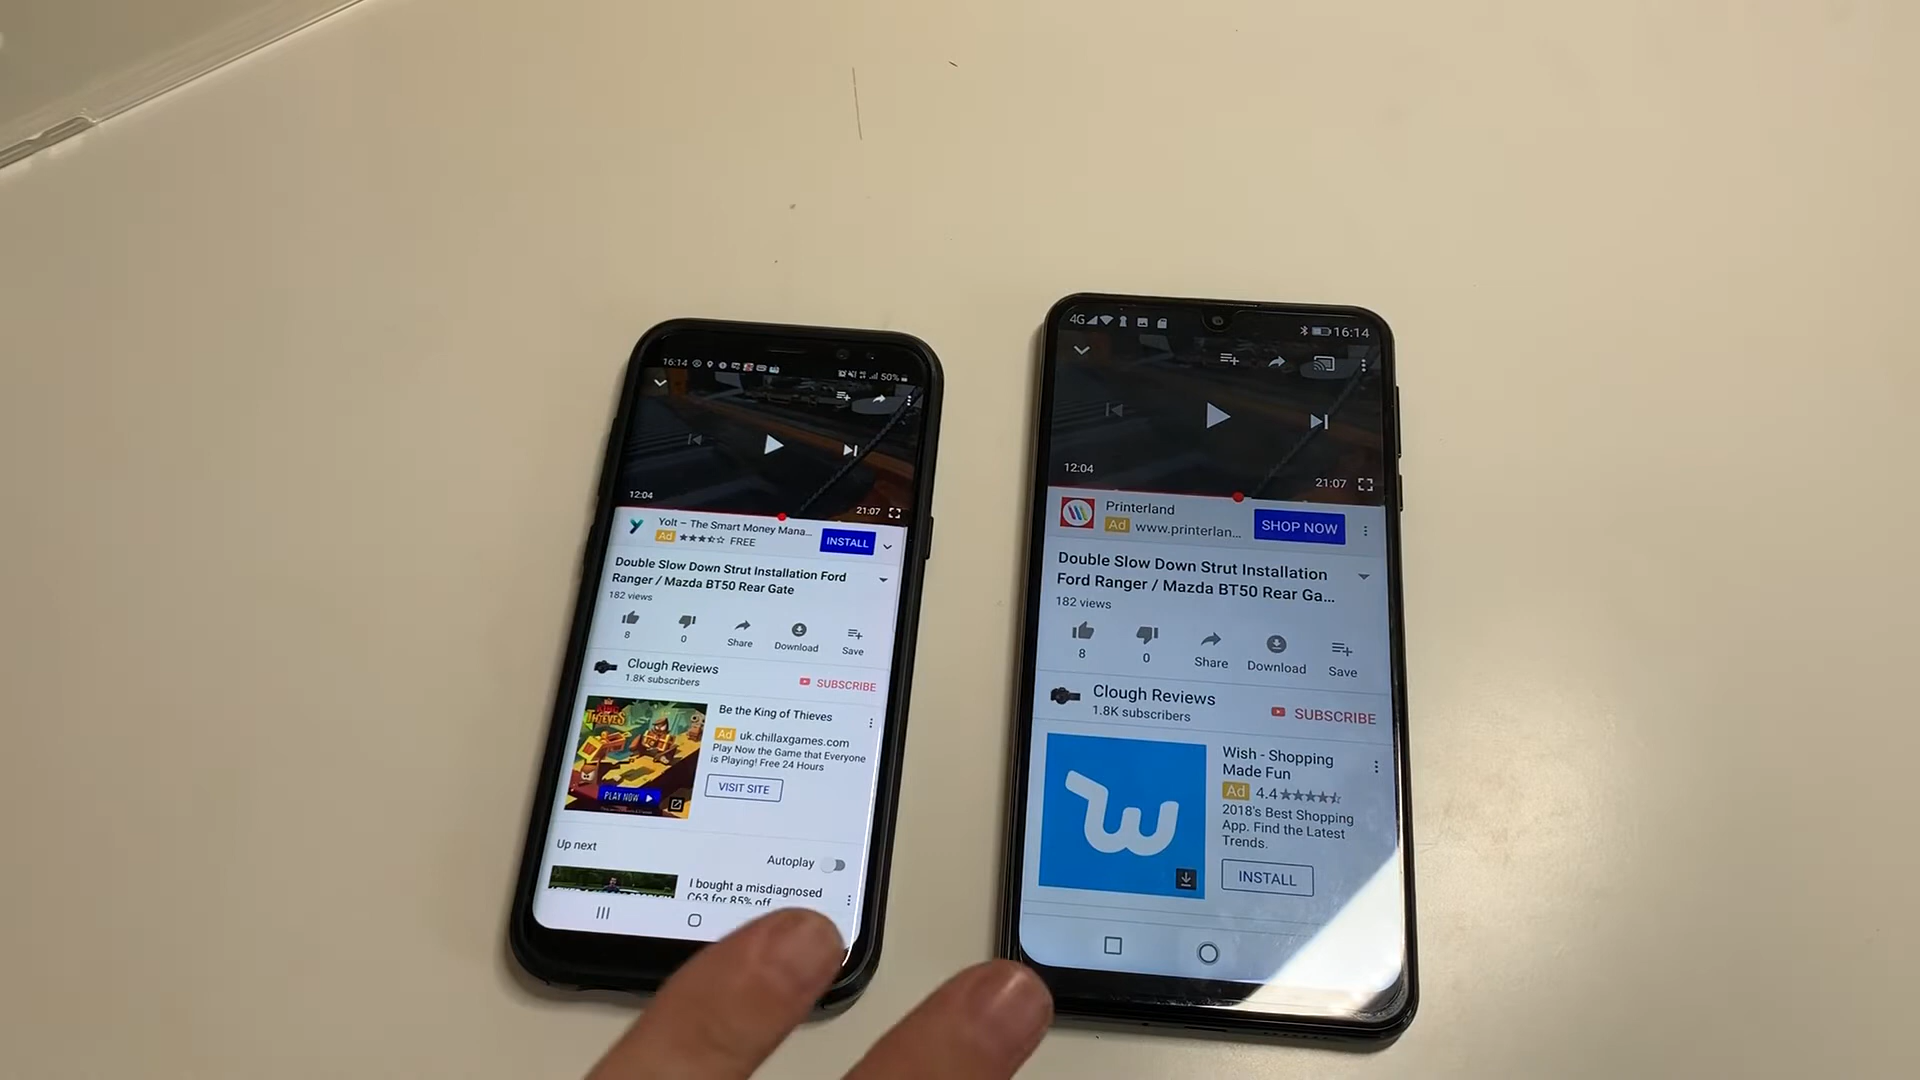 16:14
50%
12:04
21:07
Yolt – The Smart Money Mana...
Ad
FREE
INSTALL
Double Slow Down Strut Installation Ford
Ranger / Mazda BT50 Rear Gate
182 views
8
0
Share
Download
Save
Clough Reviews
1.8K subscribers
SUBSCRIBE
THIEVES
PLAY NOW
Be the King of Thieves
Ad uk.chillaxgames.com
Play Now the Game that Everyone
is Playing! Free 24 Hours
VISIT SITE
Up next
Autoplay
I bought a misdiagnosed
C63 for 85% off
4G
16:14
12:04
21:07
Printerland
Ad www.printerlan...
SHOP NOW
Double Slow Down Strut Installation
Ford Ranger / Mazda BT50 Rear Ga...
182 views
8
0
Share
Download
Save
Clough Reviews
1.8K subscribers
SUBSCRIBE
Wish - Shopping
Made Fun
Ad 4.4
2018's Best Shopping
App. Find the Latest
Trends.
INSTALL